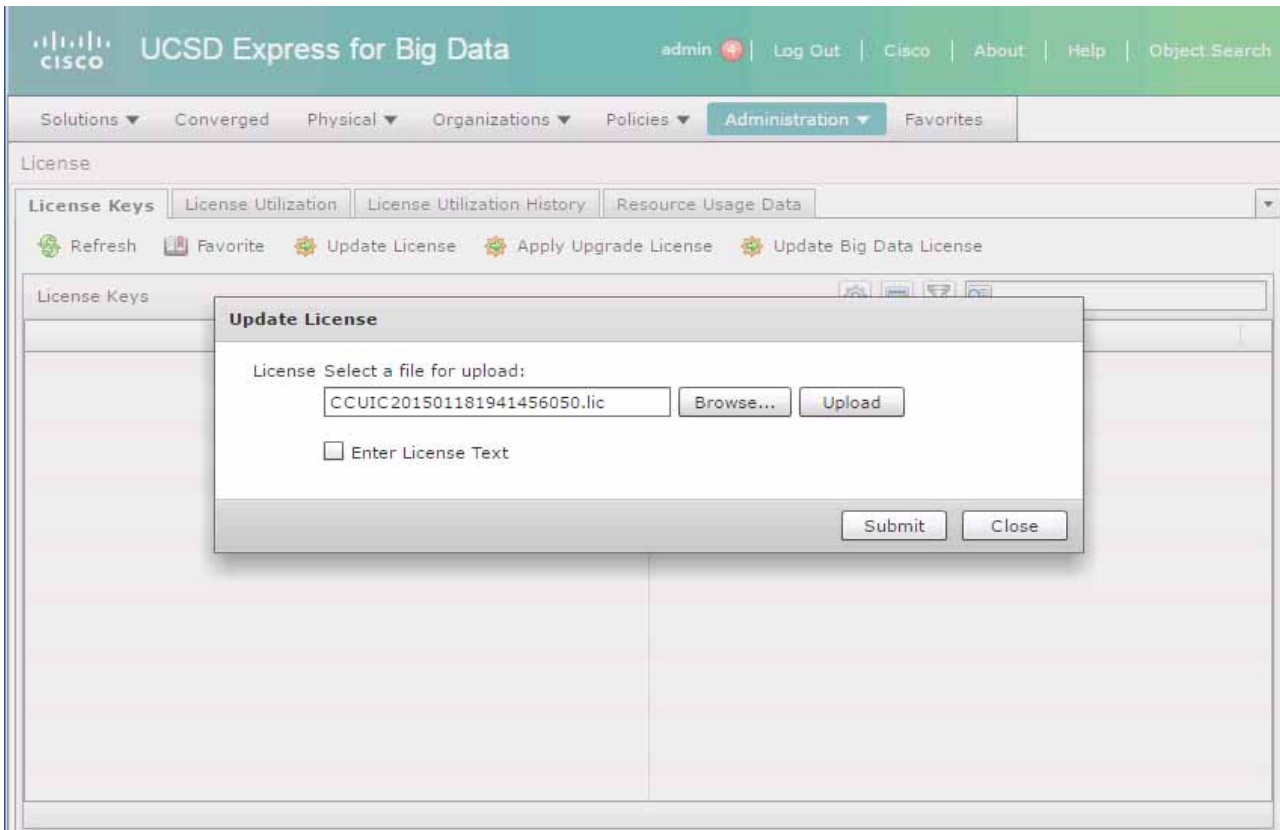 CISCO UCSD Express for Big Data admin 4 | Log Out | Cisco | About | Help | Object Search
Solutions Converged Physical Organizations Policies Administration Favorites
License
License Keys License Utilization License Utilization History Resource Usage Data
Refresh Favorite Update License Apply Upgrade License Update Big Data License
License Keys
Update License
License Select a file for upload:
CCUIC201501181941456050.lic Browse... Upload
Enter License Text
Submit Close